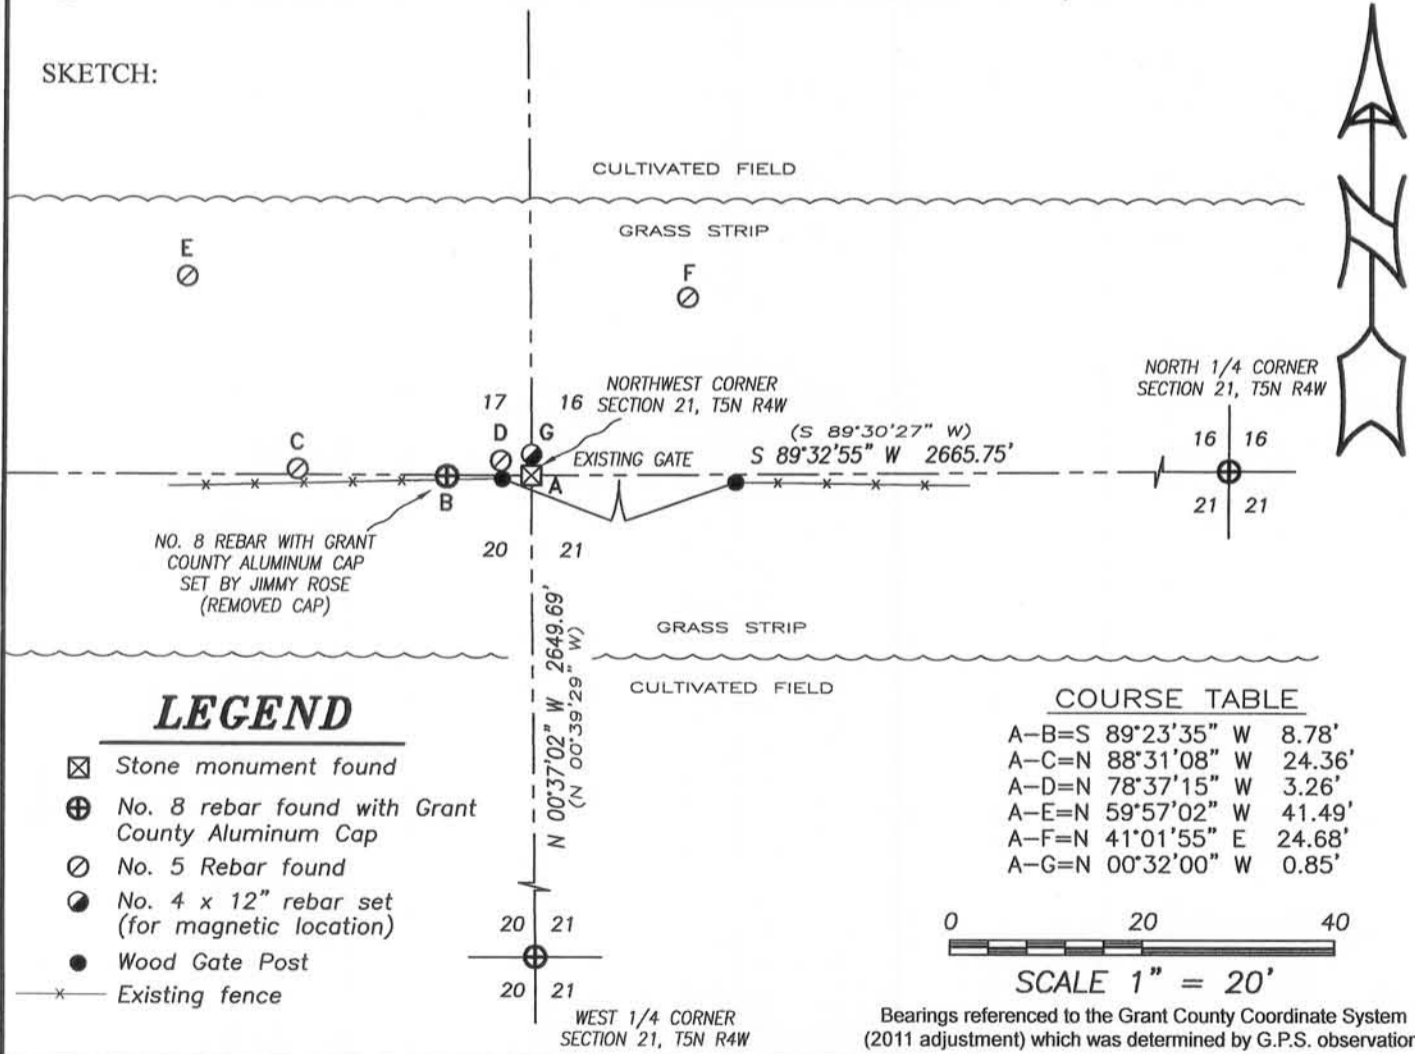 SKETCH:
CULTIVATED FIELD
GRASS STRIP
E
F
NORTH 1/4 CORNER
SECTION 21, T5N R4W
16 16
21 21
NORTHWEST CORNER
SECTION 21, T5N R4W
17 16
C
D G
EXISTING GATE
(S 89°30'27" W)
S 89°32'55" W 2665.75'
B
A
20 21
NO. 8 REBAR WITH GRANT
COUNTY ALUMINUM CAP
SET BY JIMMY ROSE
(REMOVED CAP)
N 00°37'02" W 2649.69'
(N 00°39'29" W)
GRASS STRIP
CULTIVATED FIELD
LEGEND
Stone monument found
No. 8 rebar found with Grant
County Aluminum Cap
No. 5 Rebar found
No. 4 x 12" rebar set
(for magnetic location)
Wood Gate Post
x Existing fence
20 21
20 21
WEST 1/4 CORNER
SECTION 21, T5N R4W
COURSE TABLE
A-B=S 89°23'35" W 8.78'
A-C=N 88°31'08" W 24.36'
A-D=N 78°37'15" W 3.26'
A-E=N 59°57'02" W 41.49'
A-F=N 41°01'55" E 24.68'
A-G=N 00°32'00" W 0.85'
0 20 40
SCALE 1" = 20'
Bearings referenced to the Grant County Coordinate System
(2011 adjustment) which was determined by G.P.S. observation